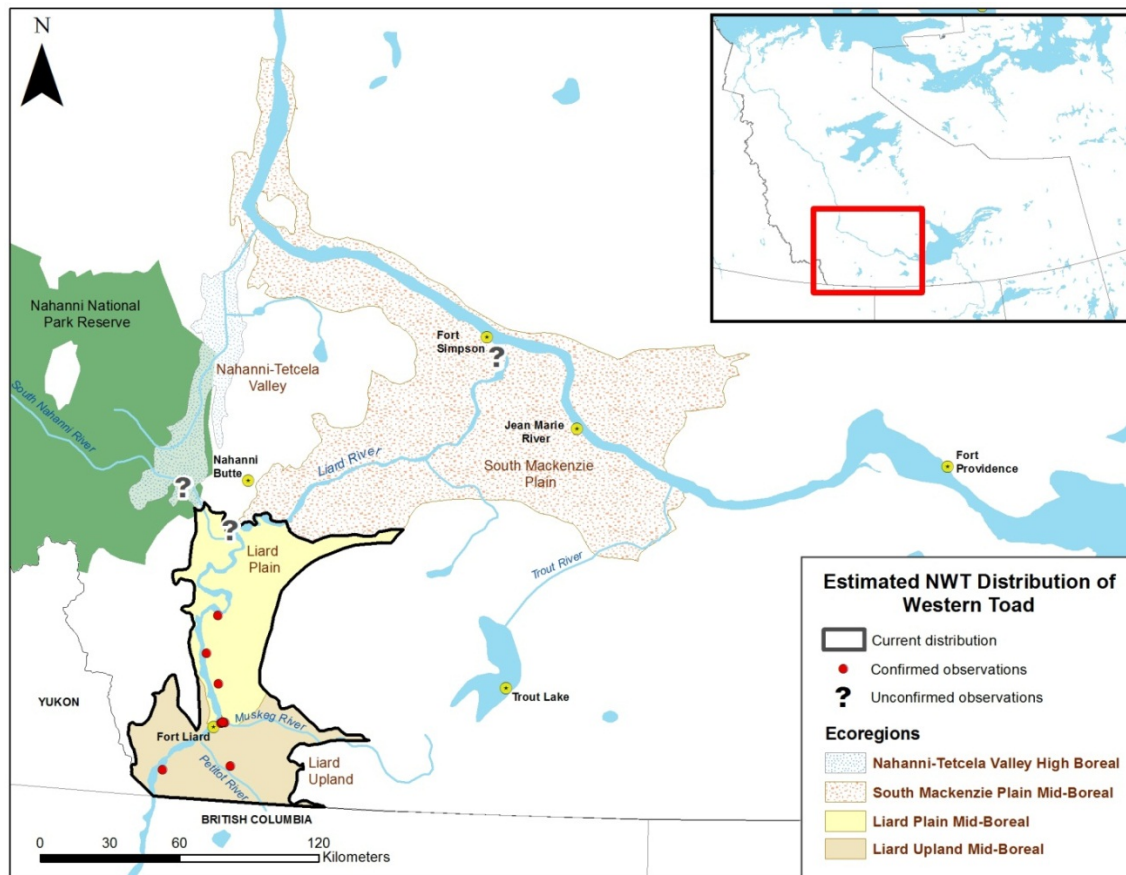 N
Nahanni National
Park Reserve
South Nahanni River
Nahanni-Tetcela
Valley
Fort
Simpson
?
Jean Marie
River
Liard River
South Mackenzie
Plain
Nahanni
Butte
?
?
Fort
Providence
Liard
Plain
Trout River
Trout Lake
YUKON
Muskeg River
Fort Liard
Liard
Upland
Petitot River
BRITISH COLUMBIA
0 30 60 120
Kilometers
Estimated NWT Distribution of
Western Toad
Current distribution
Confirmed observations
? Unconfirmed observations
Ecoregions
Nahanni-Tetcela Valley High Boreal
South Mackenzie Plain Mid-Boreal
Liard Plain Mid-Boreal
Liard Upland Mid-Boreal